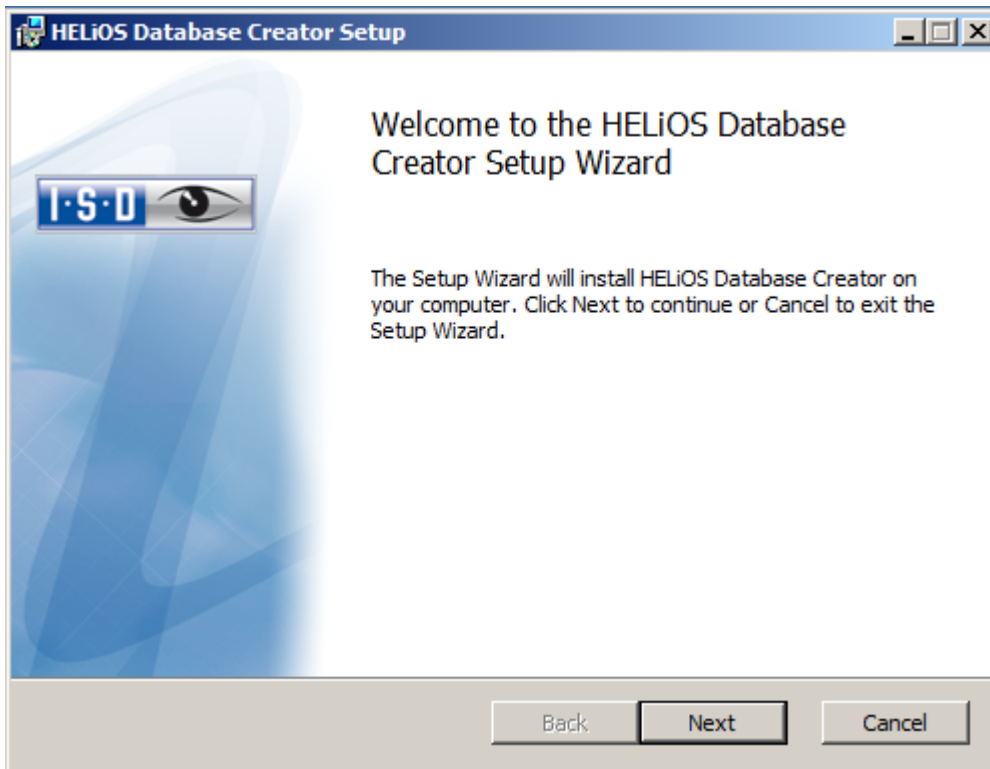 HELiOS Database Creator Setup
Welcome to the HELiOS Database
Creator Setup Wizard
I·S·D
The Setup Wizard will install HELiOS Database Creator on
your computer. Click Next to continue or Cancel to exit the
Setup Wizard.
Back
Next
Cancel